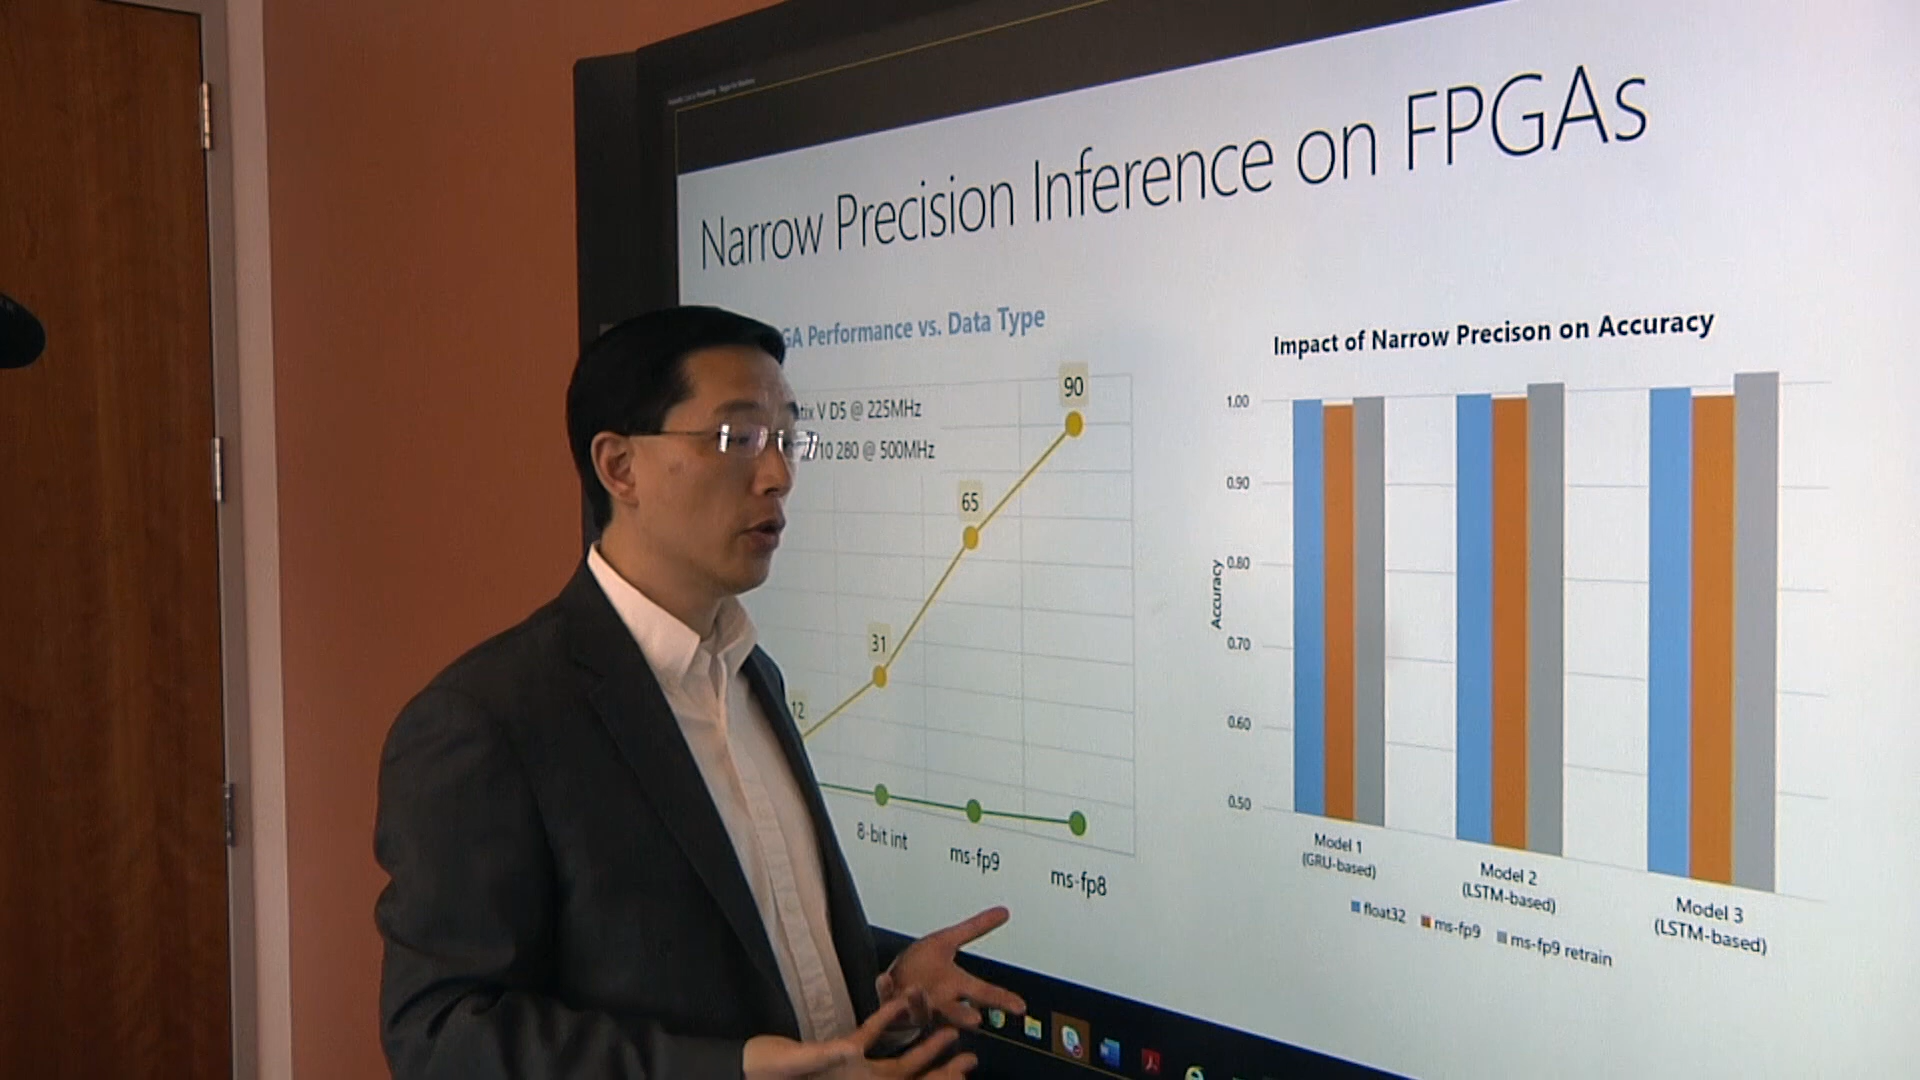 Narrow Precision Inference on FPGAs
GA Performance vs. Data Type
tix V D5 @ 225MHz
10 280 @ 500MHz
90
65
31
12
8-bit int
ms-fp9
ms-fp8
Impact of Narrow Precison on Accuracy
Accuracy
1.00
0.90
0.80
0.70
0.60
0.50
Model 1
(GRU-based)
Model 2
(LSTM-based)
Model 3
(LSTM-based)
float32
ms-fp9
ms-fp9 retrain